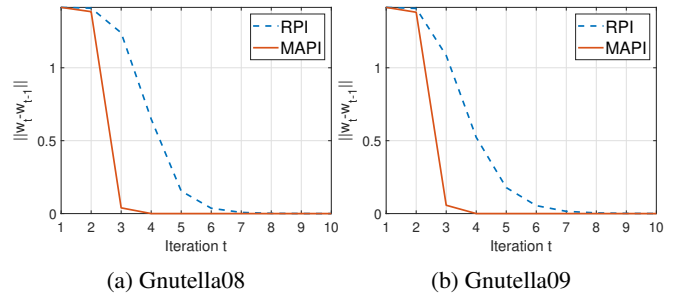 RPI
MAPI
||w_t-w_{t-1}||
1
0.5
0
1 2 3 4 5 6 7 8 9 10
Iteration t
(a) Gnutella08
RPI
MAPI
||w_t-w_{t-1}||
1
0.5
0
1 2 3 4 5 6 7 8 9 10
Iteration t
(b) Gnutella09